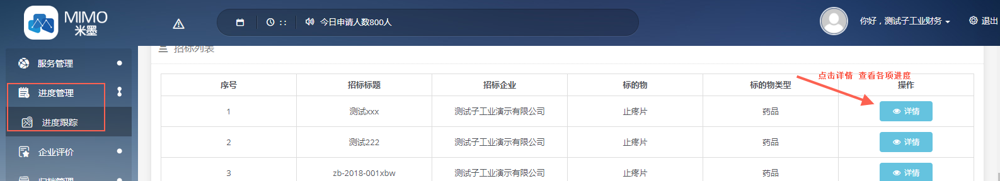 MIMO
米墨
: :
今日申请人数800人
你好，测试子工业财务
退出
服务管理
进度管理
进度跟踪
企业评价
归档管理
招标列表
点击详情 查看各项进度
序号 招标标题 招标企业 标的物 标的物类型 操作
1 测试xxx 测试子工业演示有限公司 止疼片 药品 详情
2 测试222 测试子工业演示有限公司 止疼片 药品 详情
3 zb-2018-001xbw 测试子工业演示有限公司 止疼片 药品 详情